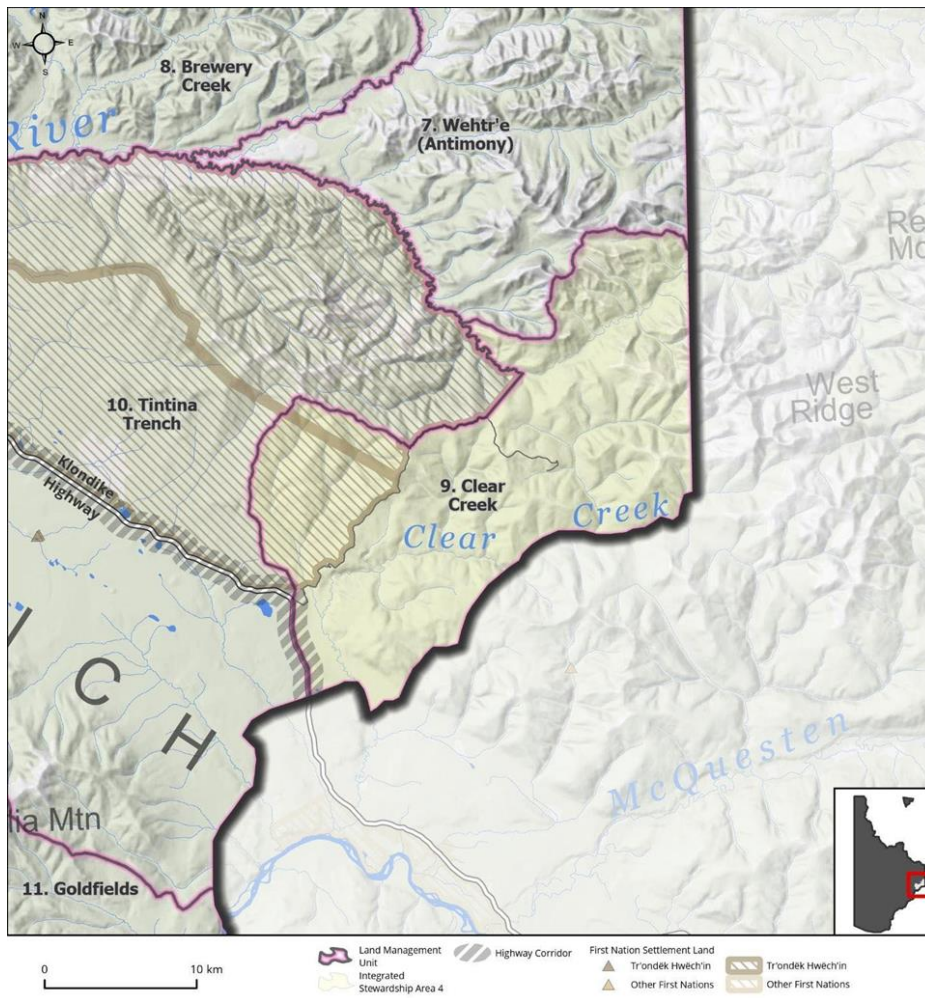 N
W E
S
8. Brewery
Creek
River
7. Wehtr'e
(Antimony)
West
Ridge
10. Tintina
Trench
9. Clear
Creek
Clear Creek
Klondike
Highway
C H
McQuesten
lia Mtn
11. Goldfields
0 10 km
Land Management
Unit
Integrated
Stewardship Area 4
Highway Corridor
First Nation Settlement Land
Tr'ondëk Hwëch'in
Other First Nations
Tr'ondëk Hwëch'in
Other First Nations